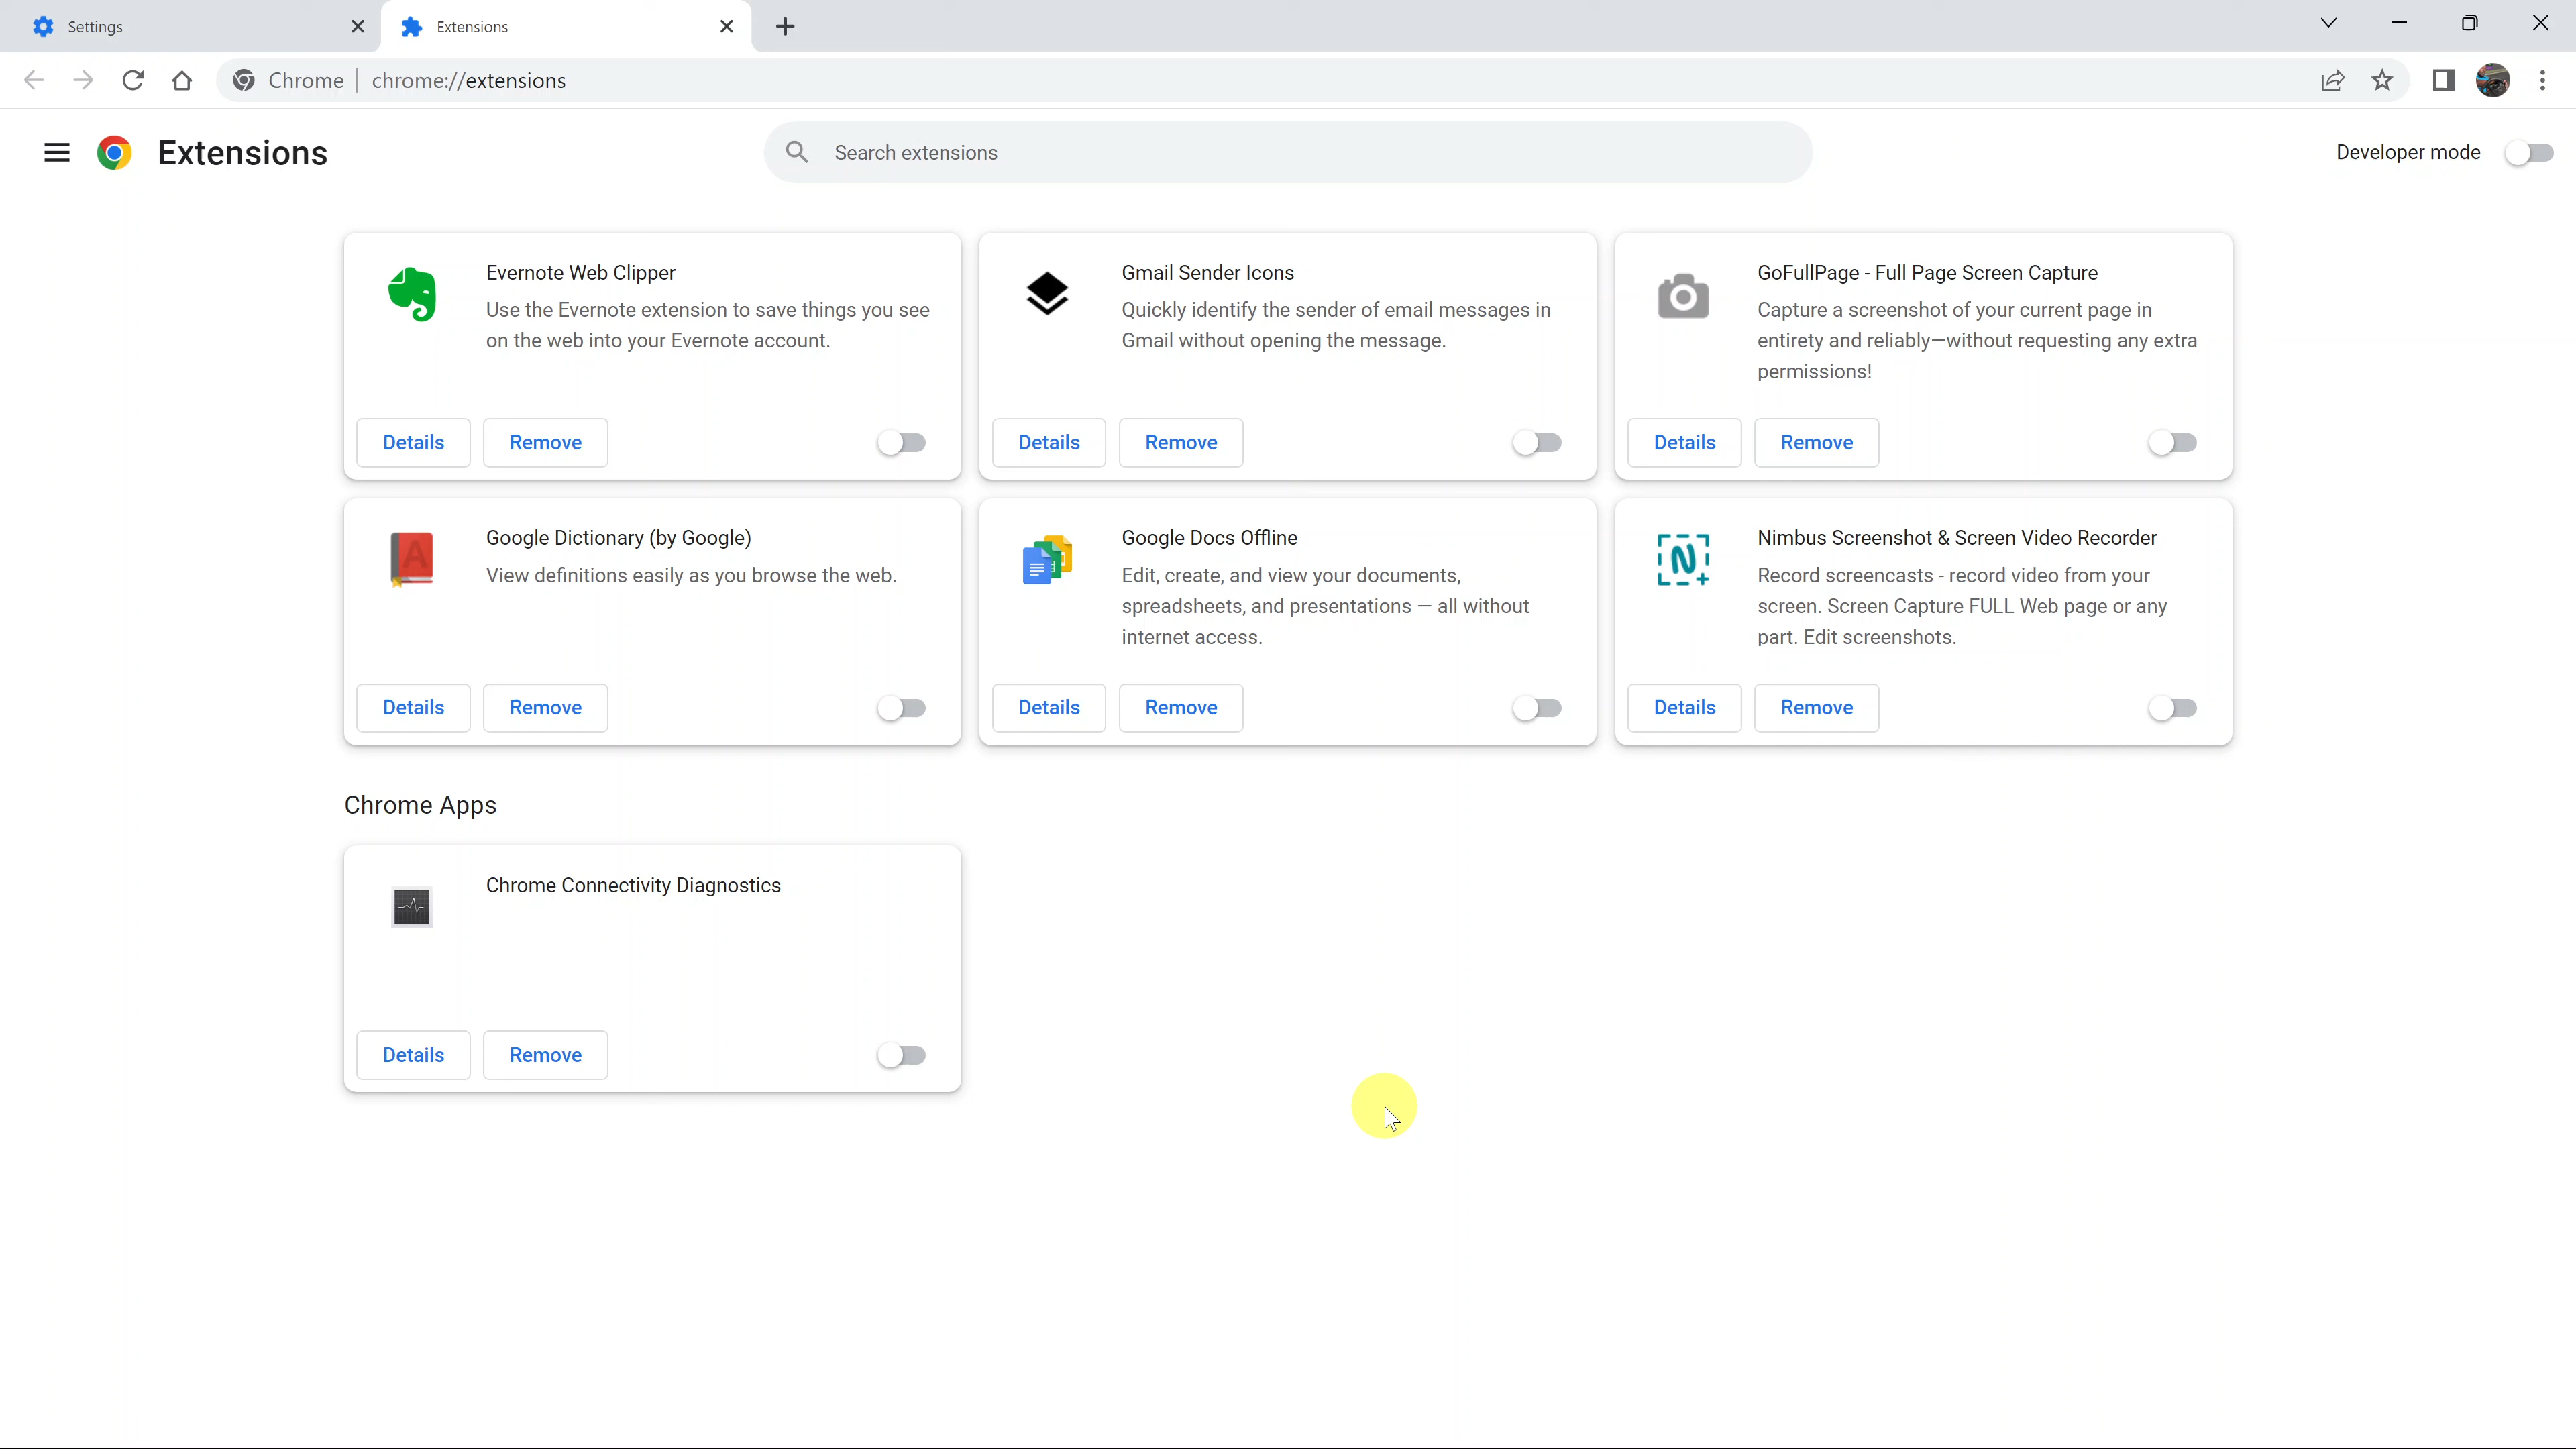 Settings
Extensions
Chrome | chrome://extensions
Extensions
Search extensions
Developer mode
Evernote Web Clipper
Use the Evernote extension to save things you see
on the web into your Evernote account.
Details
Remove
Gmail Sender Icons
Quickly identify the sender of email messages in
Gmail without opening the message.
Details
Remove
GoFullPage - Full Page Screen Capture
Capture a screenshot of your current page in
entirety and reliably—without requesting any extra
permissions!
Details
Remove
Google Dictionary (by Google)
View definitions easily as you browse the web.
Details
Remove
Google Docs Offline
Edit, create, and view your documents,
spreadsheets, and presentations — all without
internet access.
Details
Remove
Nimbus Screenshot & Screen Video Recorder
Record screencasts - record video from your
screen. Screen Capture FULL Web page or any
part. Edit screenshots.
Details
Remove
Chrome Apps
Chrome Connectivity Diagnostics
Details
Remove